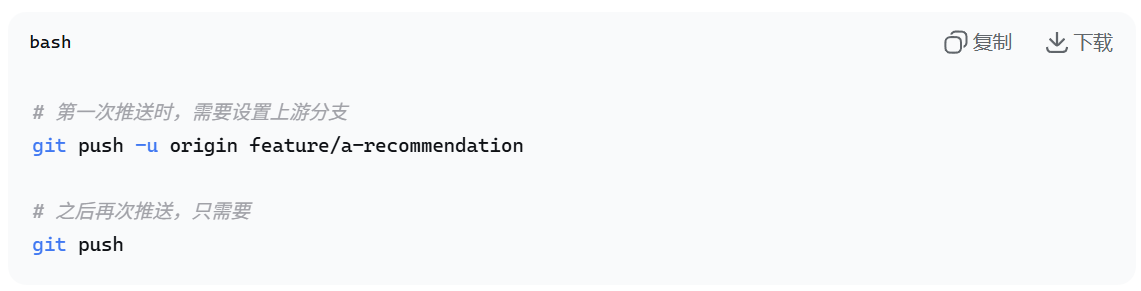 bash
复制
下载
# 第一次推送时，需要设置上游分支
git push -u origin feature/a-recommendation
# 之后再次推送，只需要
git push